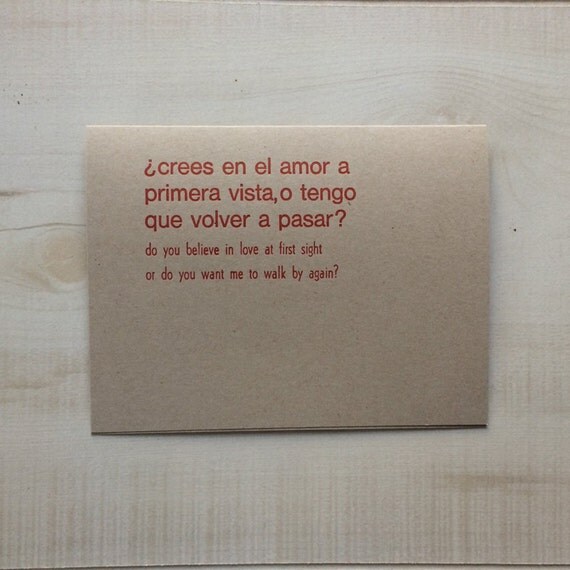 ¿crees en el amor a
primera vista,o tengo
que volver a pasar?
do you believe in love at first sight
or do you want me to walk by again?